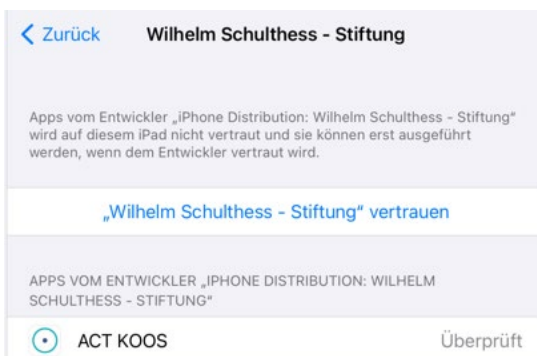 Zurück Wilhelm Schulthess - Stiftung
Apps vom Entwickler „iPhone Distribution: Wilhelm Schulthess - Stiftung“
wird auf diesem iPad nicht vertraut und sie können erst ausgeführt
werden, wenn dem Entwickler vertraut wird.
„Wilhelm Schulthess - Stiftung“ vertrauen
APPS VOM ENTWICKLER „IPHONE DISTRIBUTION: WILHELM
SCHULTHESS - STIFTUNG“
ACT KOOS Überprüft